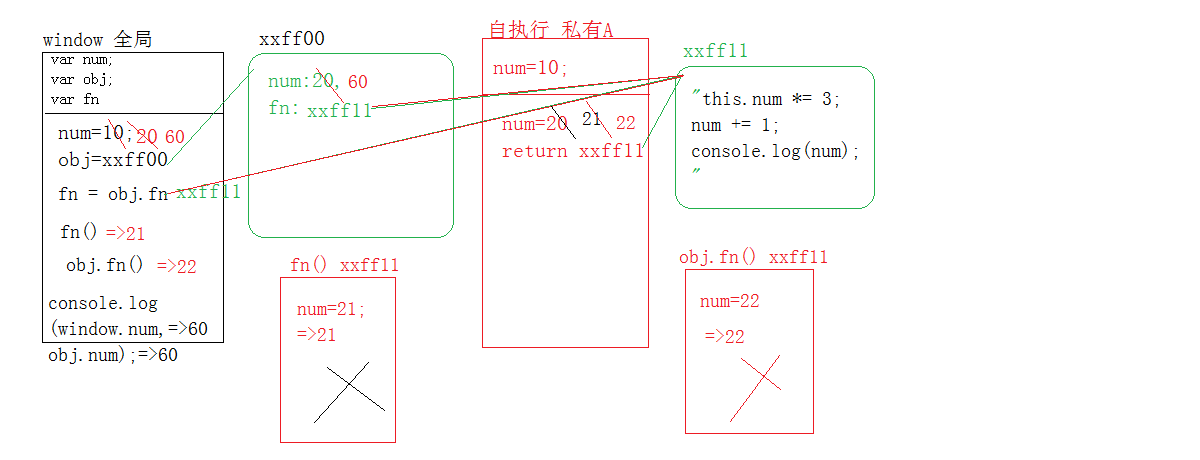 window 全局
var num;
var obj;
var fn
num=10; 20 60
obj=xxff00
fn = obj.fn xxff11
fn() =>21
obj.fn() =>22
console.log
(window.num,=>60
obj.num);=>60
xxff00
num:20, 60
fn: xxff11
fn() xxff11
num=21;
=>21
自执行 私有A
num=10;
num=20 21 22
return xxff11
xxff11
"this.num *= 3;
num += 1;
console.log(num);
"
obj.fn() xxff11
num=22
=>22